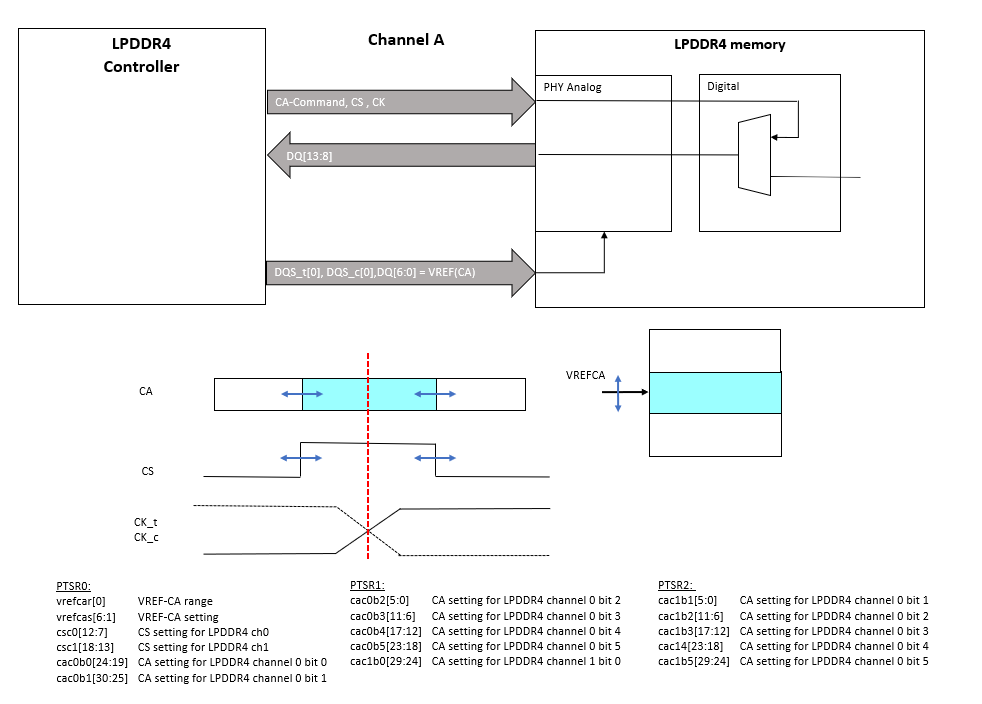 LPDDR4
Controller
Channel A
LPDDR4 memory
PHY Analog
Digital
CA-Command, CS , CK
DQ[13:8]
DQS_t[0], DQS_c[0],DQ[6:0] = VREF(CA)
CA
VREFCA
CS
CK_t
CK_c
PTSR0:
vrefcar[0] VREF-CA range
vrefcas[6:1] VREF-CA setting
csc0[12:7] CS setting for LPDDR4 ch0
csc1[18:13] CS setting for LPDDR4 ch1
cac0b0[24:19] CA setting for LPDDR4 channel 0 bit 0
cac0b1[30:25] CA setting for LPDDR4 channel 0 bit 1
PTSR1:
cac0b2[5:0] CA setting for LPDDR4 channel 0 bit 2
cac0b3[11:6] CA setting for LPDDR4 channel 0 bit 3
cac0b4[17:12] CA setting for LPDDR4 channel 0 bit 4
cac0b5[23:18] CA setting for LPDDR4 channel 0 bit 5
cac1b0[29:24] CA setting for LPDDR4 channel 1 bit 0
PTSR2:
cac1b1[5:0] CA setting for LPDDR4 channel 0 bit 1
cac1b2[11:6] CA setting for LPDDR4 channel 0 bit 2
cac1b3[17:12] CA setting for LPDDR4 channel 0 bit 3
cac14[23:18] CA setting for LPDDR4 channel 0 bit 4
cac1b5[29:24] CA setting for LPDDR4 channel 0 bit 5